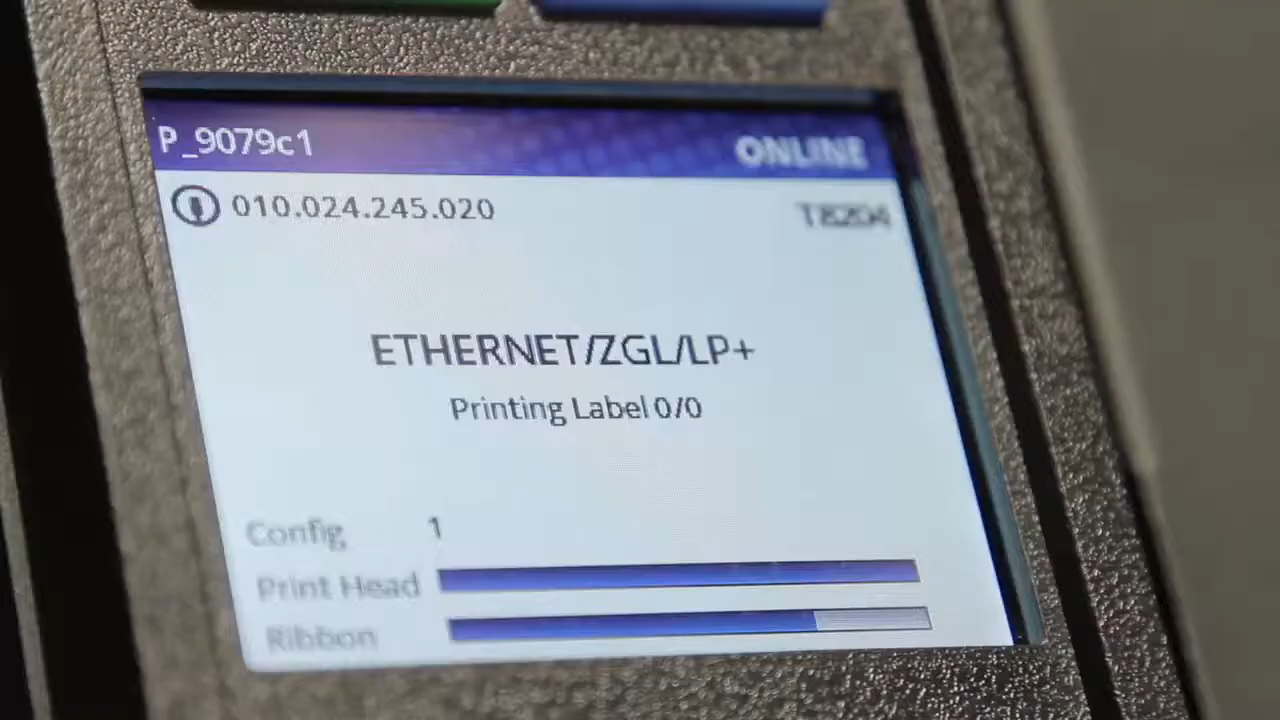 P_9079c1 ONLINE
010.024.245.020 T8204
ETHERNET/ZGL/LP+
Printing Label 0/0
Config 1
Print Head
Ribbon